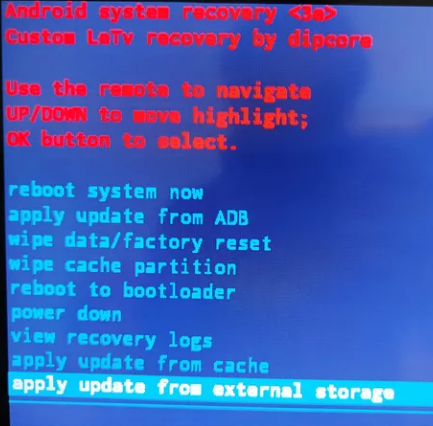 Android system recovery <3e>
Custom LeTv recovery by dipcore
Use the remote to navigate
UP/DOWN to move highlight;
OK button to select.
reboot system now
apply update from ADB
wipe data/factory reset
wipe cache partition
reboot to bootloader
power down
view recovery logs
apply update from cache
apply update from external storage